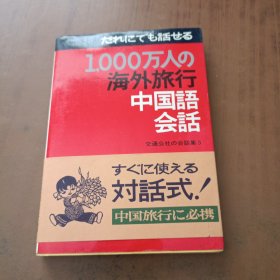 だれにでも話せる
1,000万人の
海外旅行
中国語
会話
交通公社の会話集5
すぐに使える
対話式!
中国旅行に必携